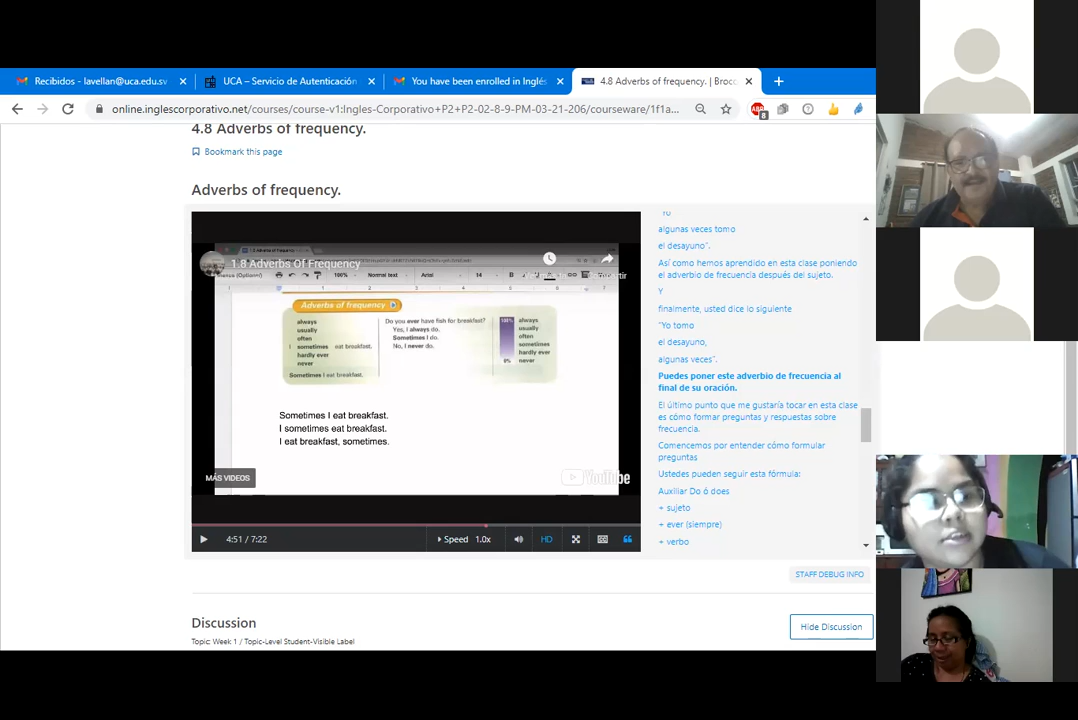 Recibidos - lavellan@uca.edu.sv
UCA – Servicio de Autenticación
You have been enrolled in Inglés
4.8 Adverbs of frequency. | Brocc
online.inglescorporativo.net/courses/course-v1:Ingles-Corporativo+P2+P2-02-8-9-PM-03-21-206/courseware/1f1a...
8
4.8 Adverbs of frequency.
Bookmark this page
Adverbs of frequency.
1.8 Adverbs Of Frequency
100%
Normal text
Arial
14
Adverbs of frequency
always
usually
often
I sometimes eat breakfast.
hardly ever
never
Sometimes I eat breakfast.
Do you ever have fish for breakfast?
Yes, I always do.
Sometimes I do.
No, I never do.
100%
0%
always
usually
often
sometimes
hardly ever
never
Sometimes I eat breakfast.
I sometimes eat breakfast.
I eat breakfast, sometimes.
MÁS VIDEOS
YouTube
4:51 / 7:22
Speed 1.0x
HD
"Yo
algunas veces tomo
el desayuno".
Así como hemos aprendido en esta clase poniendo
el adverbio de frecuencia después del sujeto.
Y
finalmente, usted dice lo siguiente
"Yo tomo
el desayuno,
algunas veces".
Puedes poner este adverbio de frecuencia al
final de su oración.
El último punto que me gustaría tocar en esta clase
es cómo formar preguntas y respuestas sobre
frecuencia.
Comencemos por entender cómo formular
preguntas
Ustedes pueden seguir esta fórmula:
Auxiliar Do ó does
+ sujeto
+ ever (siempre)
+ verbo
STAFF DEBUG INFO
Discussion
Topic: Week 1 / Topic-Level Student-Visible Label
Hide Discussion